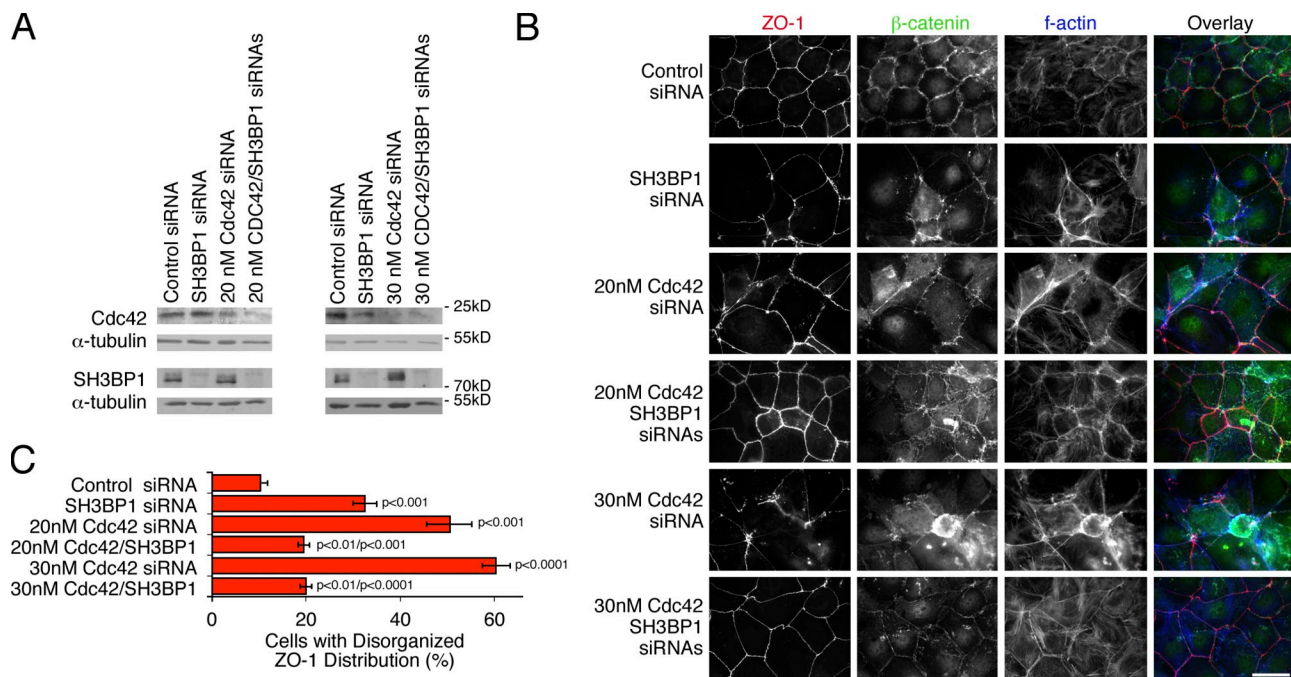 A
Control siRNA
SH3BP1 siRNA
20 nM Cdc42 siRNA
20 nM CDC42/SH3BP1 siRNAs
Control siRNA
SH3BP1 siRNA
30 nM Cdc42 siRNA
30 nM CDC42/SH3BP1 siRNAs
Cdc42
- 25kD
α-tubulin
- 55kD
SH3BP1
- 70kD
α-tubulin
- 55kD
B
ZO-1 β-catenin f-actin Overlay
Control
siRNA
SH3BP1
siRNA
20nM Cdc42
siRNA
20nM Cdc42
SH3BP1
siRNAs
30nM Cdc42
siRNA
30nM Cdc42
SH3BP1
siRNAs
C
Control siRNA
SH3BP1 siRNA p<0.001
20nM Cdc42 siRNA p<0.001
20nM Cdc42/SH3BP1 p<0.01/p<0.001
30nM Cdc42 siRNA p<0.0001
30nM Cdc42/SH3BP1 p<0.01/p<0.0001
0 20 40 60
Cells with Disorganized
ZO-1 Distribution (%)